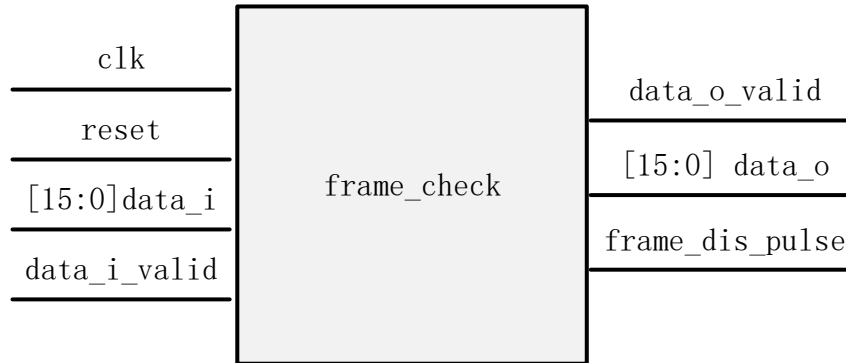 clk
reset
[15:0]data_i
data_i_valid
frame_check
data_o_valid
[15:0] data_o
frame_dis_pulse